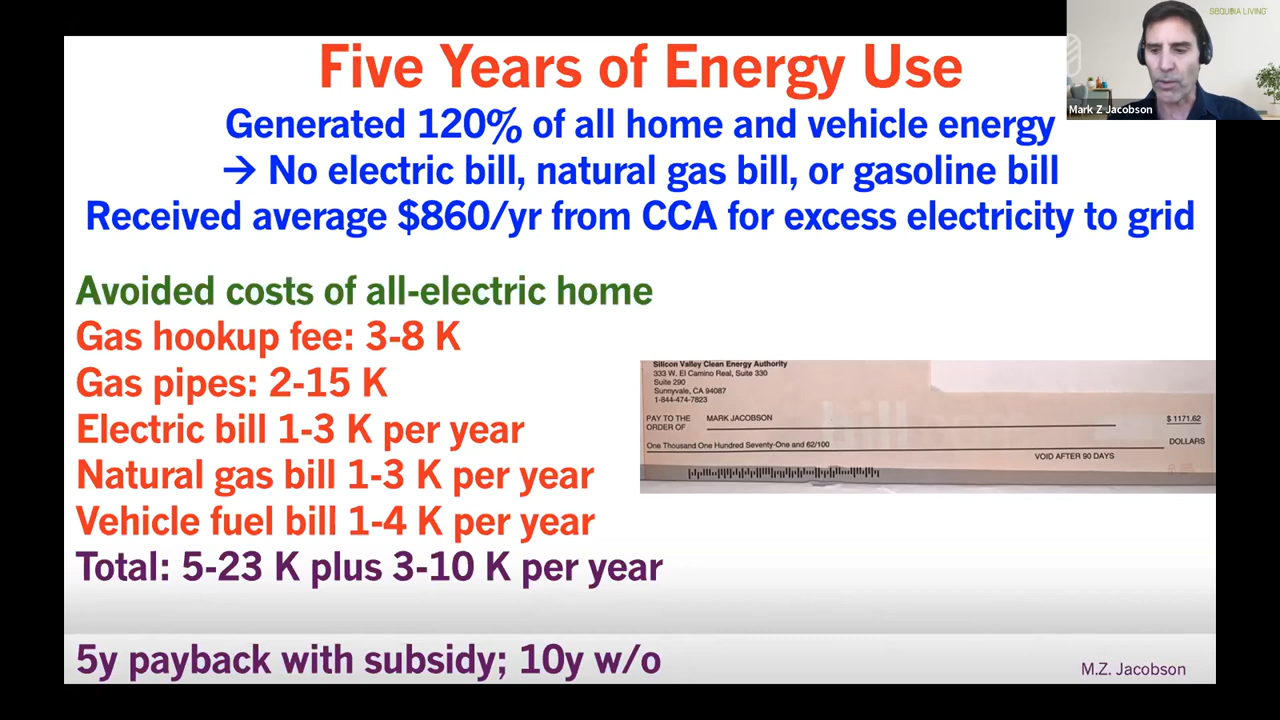 Five Years of Energy Use
Generated 120% of all home and vehicle energy
→ No electric bill, natural gas bill, or gasoline bill
Received average $860/yr from CCA for excess electricity to grid
Avoided costs of all-electric home
Gas hookup fee: 3-8 K
Gas pipes: 2-15 K
Electric bill 1-3 K per year
Natural gas bill 1-3 K per year
Vehicle fuel bill 1-4 K per year
Total: 5-23 K plus 3-10 K per year
5y payback with subsidy; 10y w/o
Silicon Valley Clean Energy Authority
333 W. El Camino Real, Suite 330
Suite 290
Sunnyvale, CA 94087
1-844-474-7823
PAY TO THE
ORDER OF
MARK JACOBSON
$ 1171.62
One Thousand One Hundred Seventy-One and 62/100
DOLLARS
VOID AFTER 90 DAYS
M.Z. Jacobson
SEQUOIA LIVING
Mark Z Jacobson